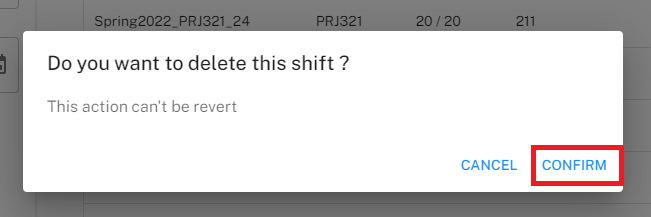 Spring2022_PRJ321_24 PRJ321 20 / 20 211
Do you want to delete this shift ?
This action can't be revert
CANCEL CONFIRM